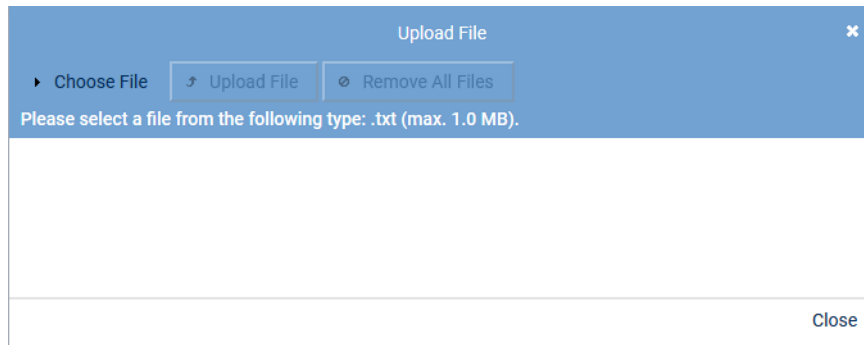 Upload File
Choose File Upload File Remove All Files
Please select a file from the following type: .txt (max. 1.0 MB).
Close